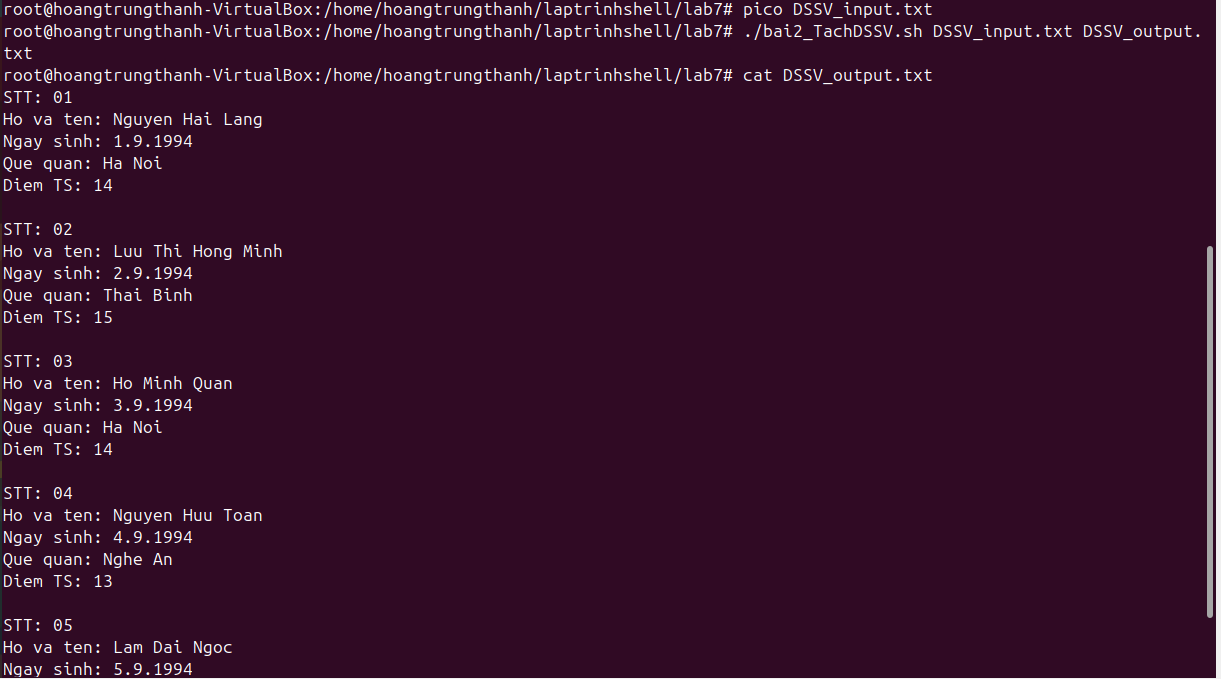 root@hoangtrungthanh-VirtualBox:/home/hoangtrungthanh/laptrinhshell/lab7# pico DSSV_input.txt
root@hoangtrungthanh-VirtualBox:/home/hoangtrungthanh/laptrinhshell/lab7# ./bai2_TachDSSV.sh DSSV_input.txt DSSV_output.
txt
root@hoangtrungthanh-VirtualBox:/home/hoangtrungthanh/laptrinhshell/lab7# cat DSSV_output.txt
STT: 01
Ho va ten: Nguyen Hai Lang
Ngay sinh: 1.9.1994
Que quan: Ha Noi
Diem TS: 14

STT: 02
Ho va ten: Luu Thi Hong Minh
Ngay sinh: 2.9.1994
Que quan: Thai Binh
Diem TS: 15

STT: 03
Ho va ten: Ho Minh Quan
Ngay sinh: 3.9.1994
Que quan: Ha Noi
Diem TS: 14

STT: 04
Ho va ten: Nguyen Huu Toan
Ngay sinh: 4.9.1994
Que quan: Nghe An
Diem TS: 13

STT: 05
Ho va ten: Lam Dai Ngoc
Ngay sinh: 5.9.1994